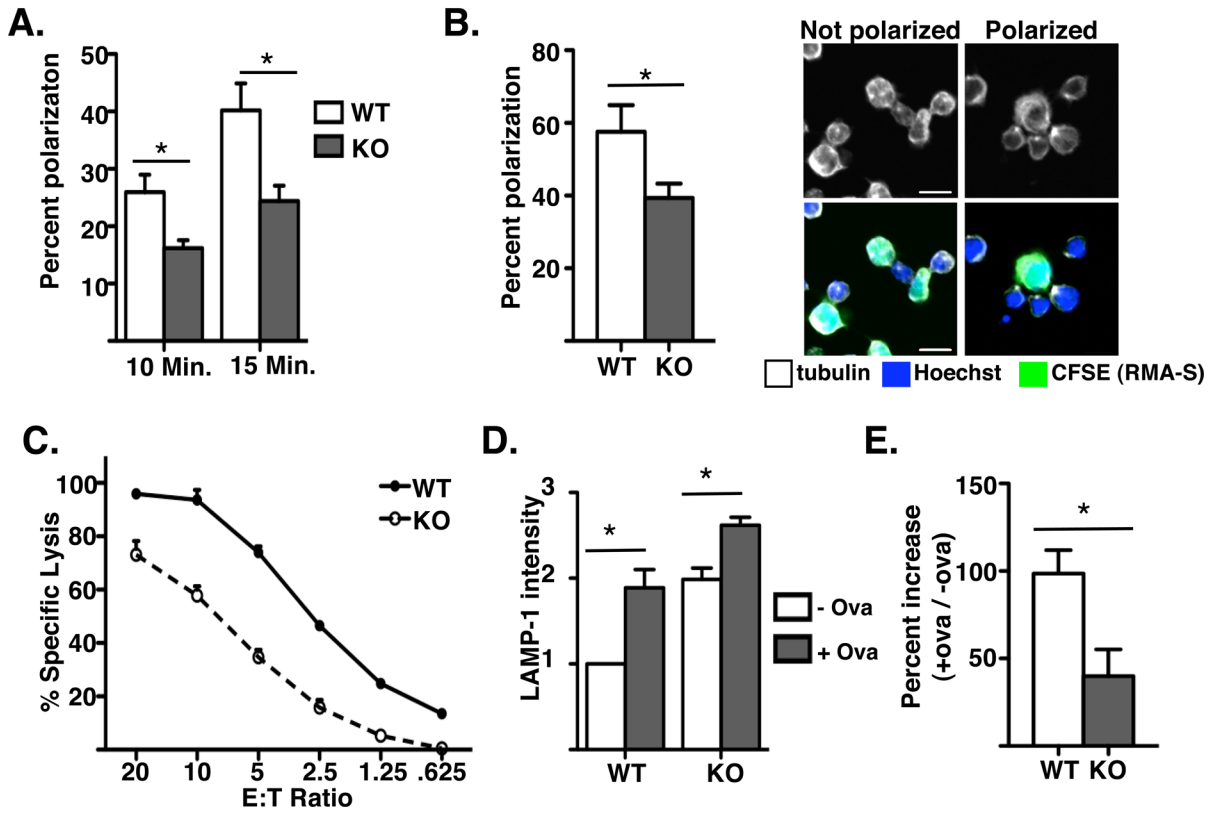 A.
Percent polarizaton
50
40
30
20
10
*
*
WT
KO
10 Min.
15 Min.
B.
Percent polarization
80
60
40
20
*
WT
KO
Not polarized
Polarized
tubulin
Hoechst
CFSE (RMA-S)
C.
% Specific Lysis
100
80
60
40
20
WT
KO
20
10
5
2.5
1.25
.625
E:T Ratio
D.
LAMP-1 intensity
3
2
1
*
*
- Ova
+ Ova
WT
KO
E.
Percent increase
(+ova / -ova)
150
100
50
*
WT
KO